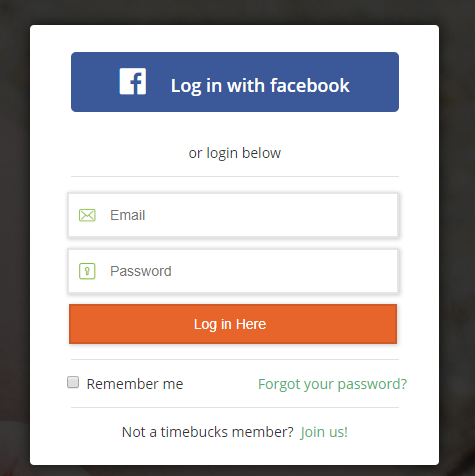 Log in with facebook
or login below
Email
Password
Log in Here
Remember me Forgot your password?
Not a timebucks member? Join us!